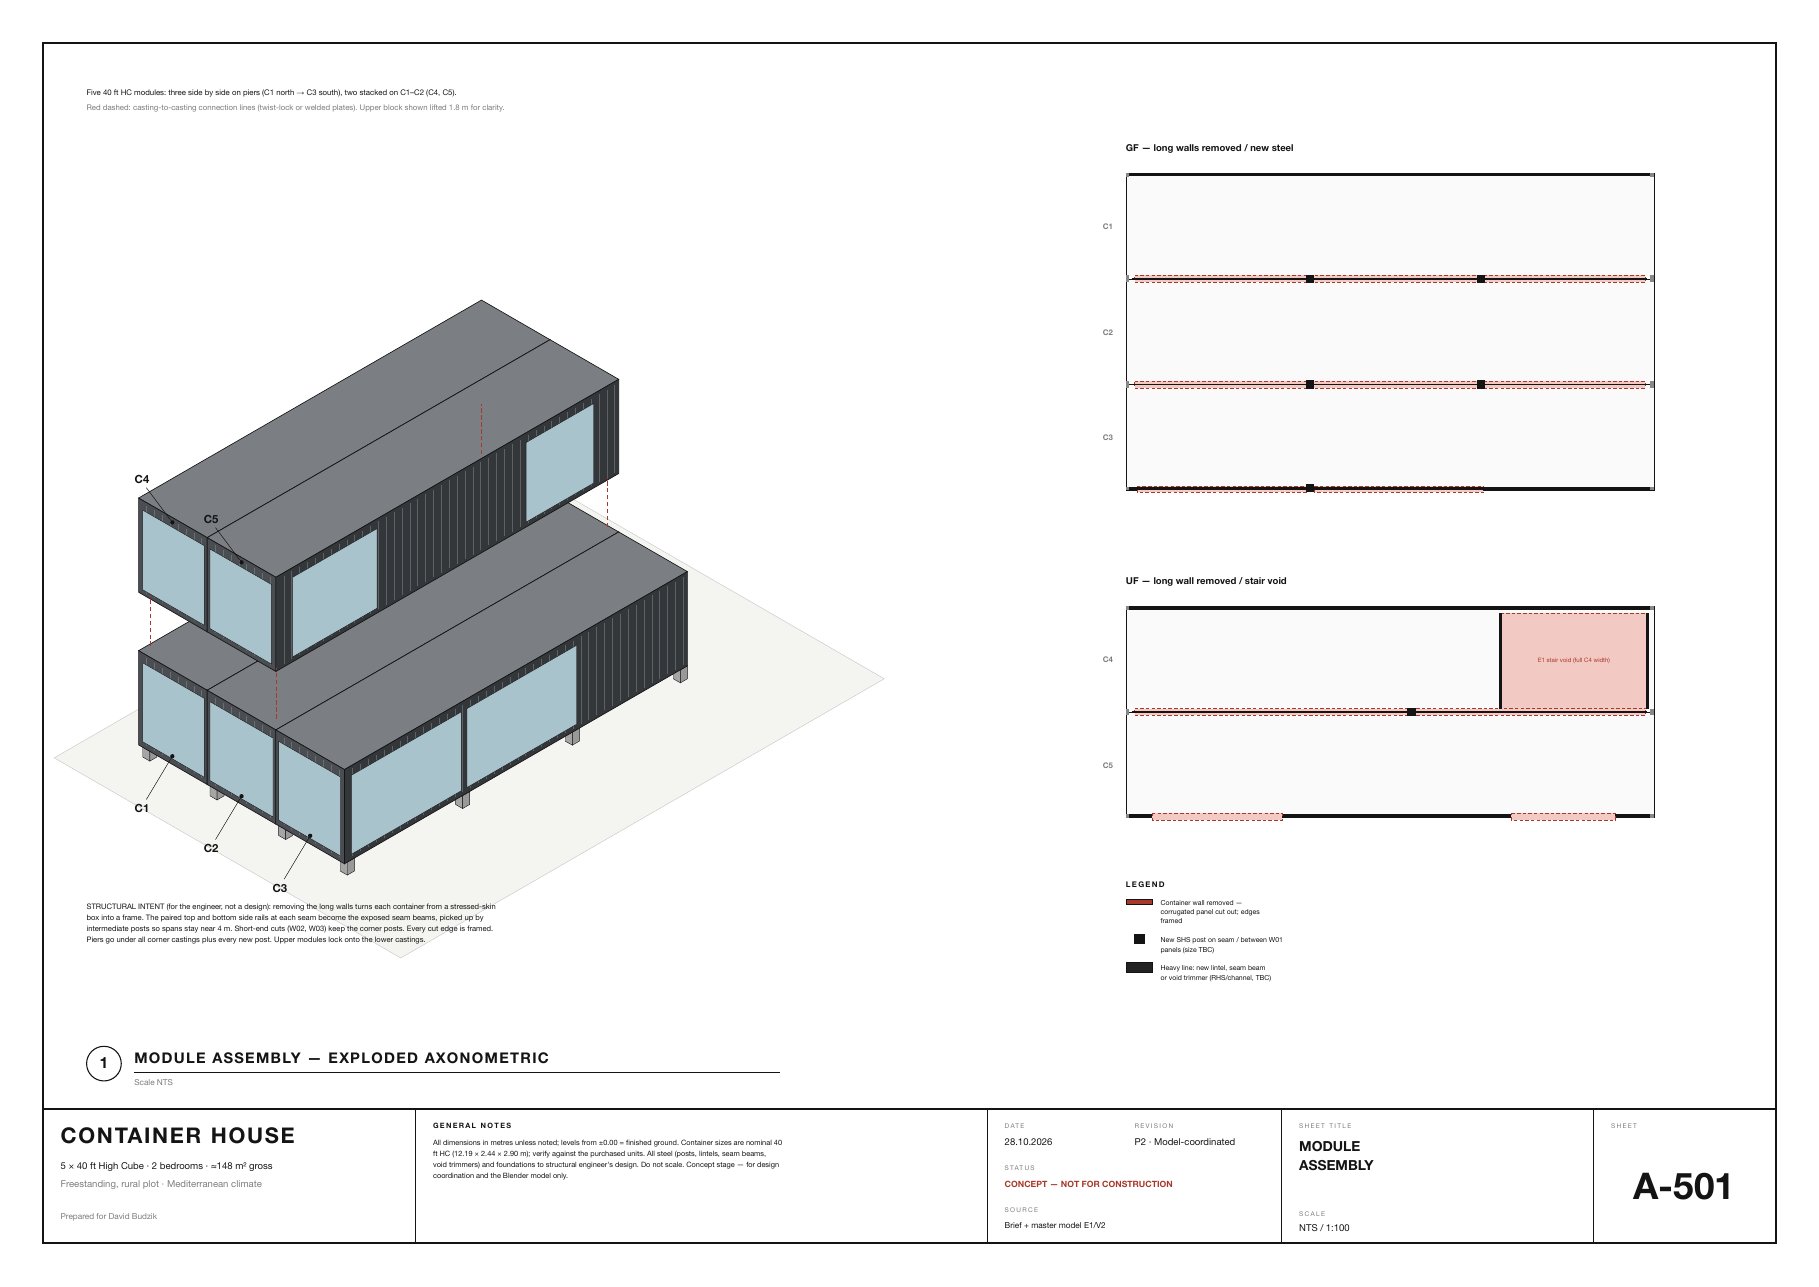 Five 40 ft HC modules: three side by side on piers (C1 north → C3 south), two stacked on C1–C2 (C4, C5).
Red dashed: casting-to-casting connection lines (twist-lock or welded plates). Upper block shown lifted 1.8 m for clarity.
C4
C5
C1
C2
C3
STRUCTURAL INTENT (for the engineer, not a design): removing the long walls turns each container from a stressed-skin
box into a frame. The paired top and bottom side rails at each seam become the exposed seam beams, picked up by
intermediate posts so spans stay near 4 m. Short-end cuts (W02, W03) keep the corner posts. Every cut edge is framed.
Piers go under all corner castings plus every new post. Upper modules lock onto the lower castings.
1
MODULE ASSEMBLY — EXPLODED AXONOMETRIC
Scale NTS
GF — long walls removed / new steel
C1
C2
C3
UF — long wall removed / stair void
C4
E1 stair void (full C4 width)
C5
LEGEND
Container wall removed —
corrugated panel cut out; edges
framed
New SHS post on seam / between W01
panels (size TBC)
Heavy line: new lintel, seam beam
or void trimmer (RHS/channel, TBC)
CONTAINER HOUSE
5 × 40 ft High Cube · 2 bedrooms · ≈148 m² gross
Freestanding, rural plot · Mediterranean climate
Prepared for David Budzik
GENERAL NOTES
All dimensions in metres unless noted; levels from ±0.00 = finished ground. Container sizes are nominal 40
ft HC (12.19 × 2.44 × 2.90 m); verify against the purchased units. All steel (posts, lintels, seam beams,
void trimmers) and foundations to structural engineer's design. Do not scale. Concept stage — for design
coordination and the Blender model only.
DATE
28.10.2026
REVISION
P2 · Model-coordinated
STATUS
CONCEPT — NOT FOR CONSTRUCTION
SOURCE
Brief + master model E1/V2
SHEET TITLE
MODULE
ASSEMBLY
SCALE
NTS / 1:100
SHEET
A-501